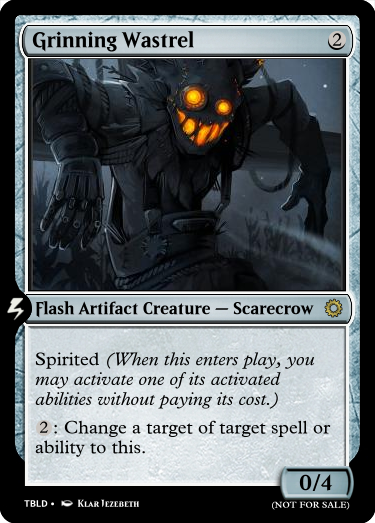 Grinning Wastrel 2
Flash Artifact Creature — Scarecrow
Spirited (When this enters play, you
may activate one of its activated
abilities without paying its cost.)
2: Change a target of target spell or
ability to this.
0/4
TBLD • Klar Jezebeth
(NOT FOR SALE)